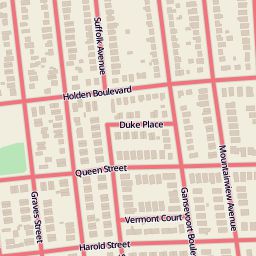 Suffolk Avenue
Holden Boulevard
Duke Place
Queen Street
Mountainview Avenue
Graves Street
Gansevoort Boule
Vermont Court
Harold Street